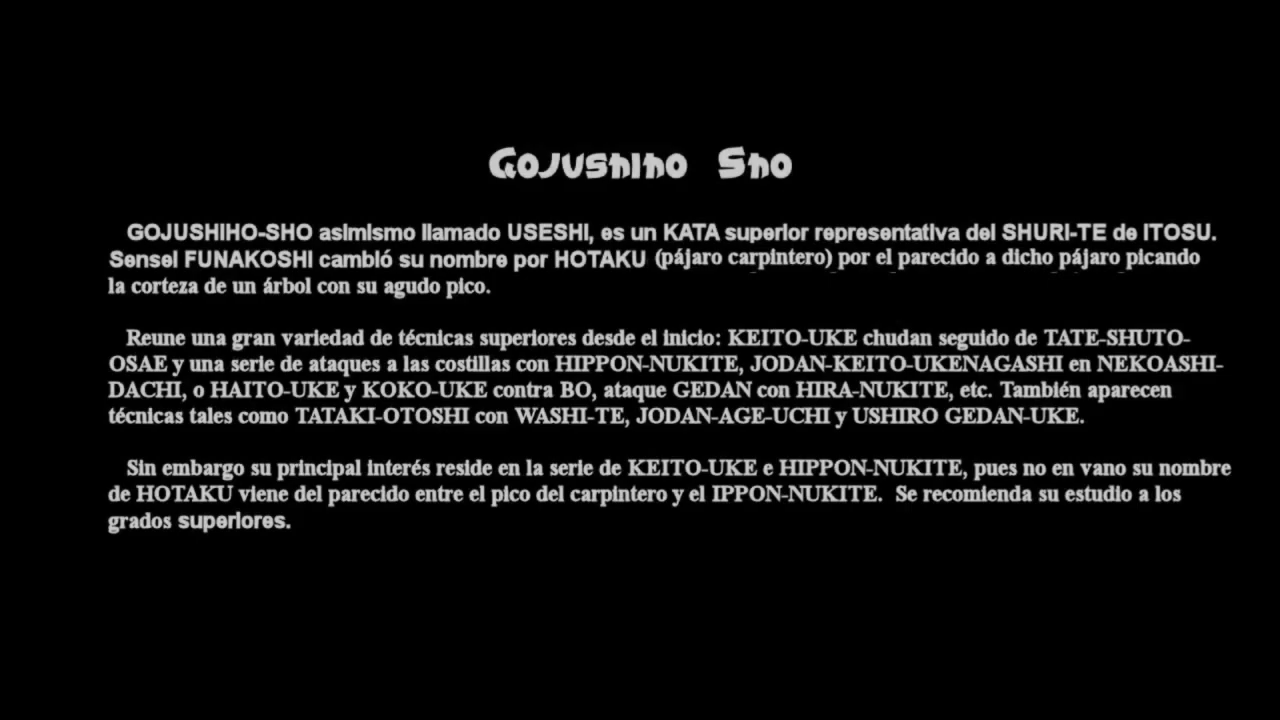 Gojushiho Sho
GOJUSHIHO-SHO asimismo llamado USESHI, es un KATA superior representativa del SHURI-TE de ITOSU.
Sensei FUNAKOSHI cambió su nombre por HOTAKU (pájaro carpintero) por el parecido a dicho pájaro picando
la corteza de un árbol con su agudo pico.
Reune una gran variedad de técnicas superiores desde el inicio: KEITO-UKE chudan seguido de TATE-SHUTO-
OSAE y una serie de ataques a las costillas con HIPPON-NUKITE, JODAN-KEITO-UKENAGASHI en NEKOASHI-
DACHI, o HAITO-UKE y KOKO-UKE contra BO, ataque GEDAN con HIRA-NUKITE, etc. También aparecen
técnicas tales como TATAKI-OTOSHI con WASHI-TE, JODAN-AGE-UCHI y USHIRO GEDAN-UKE.
Sin embargo su principal interés reside en la serie de KEITO-UKE e HIPPON-NUKITE, pues no en vano su nombre
de HOTAKU viene del parecido entre el pico del carpintero y el IPPON-NUKITE. Se recomienda su estudio a los
grados superiores.